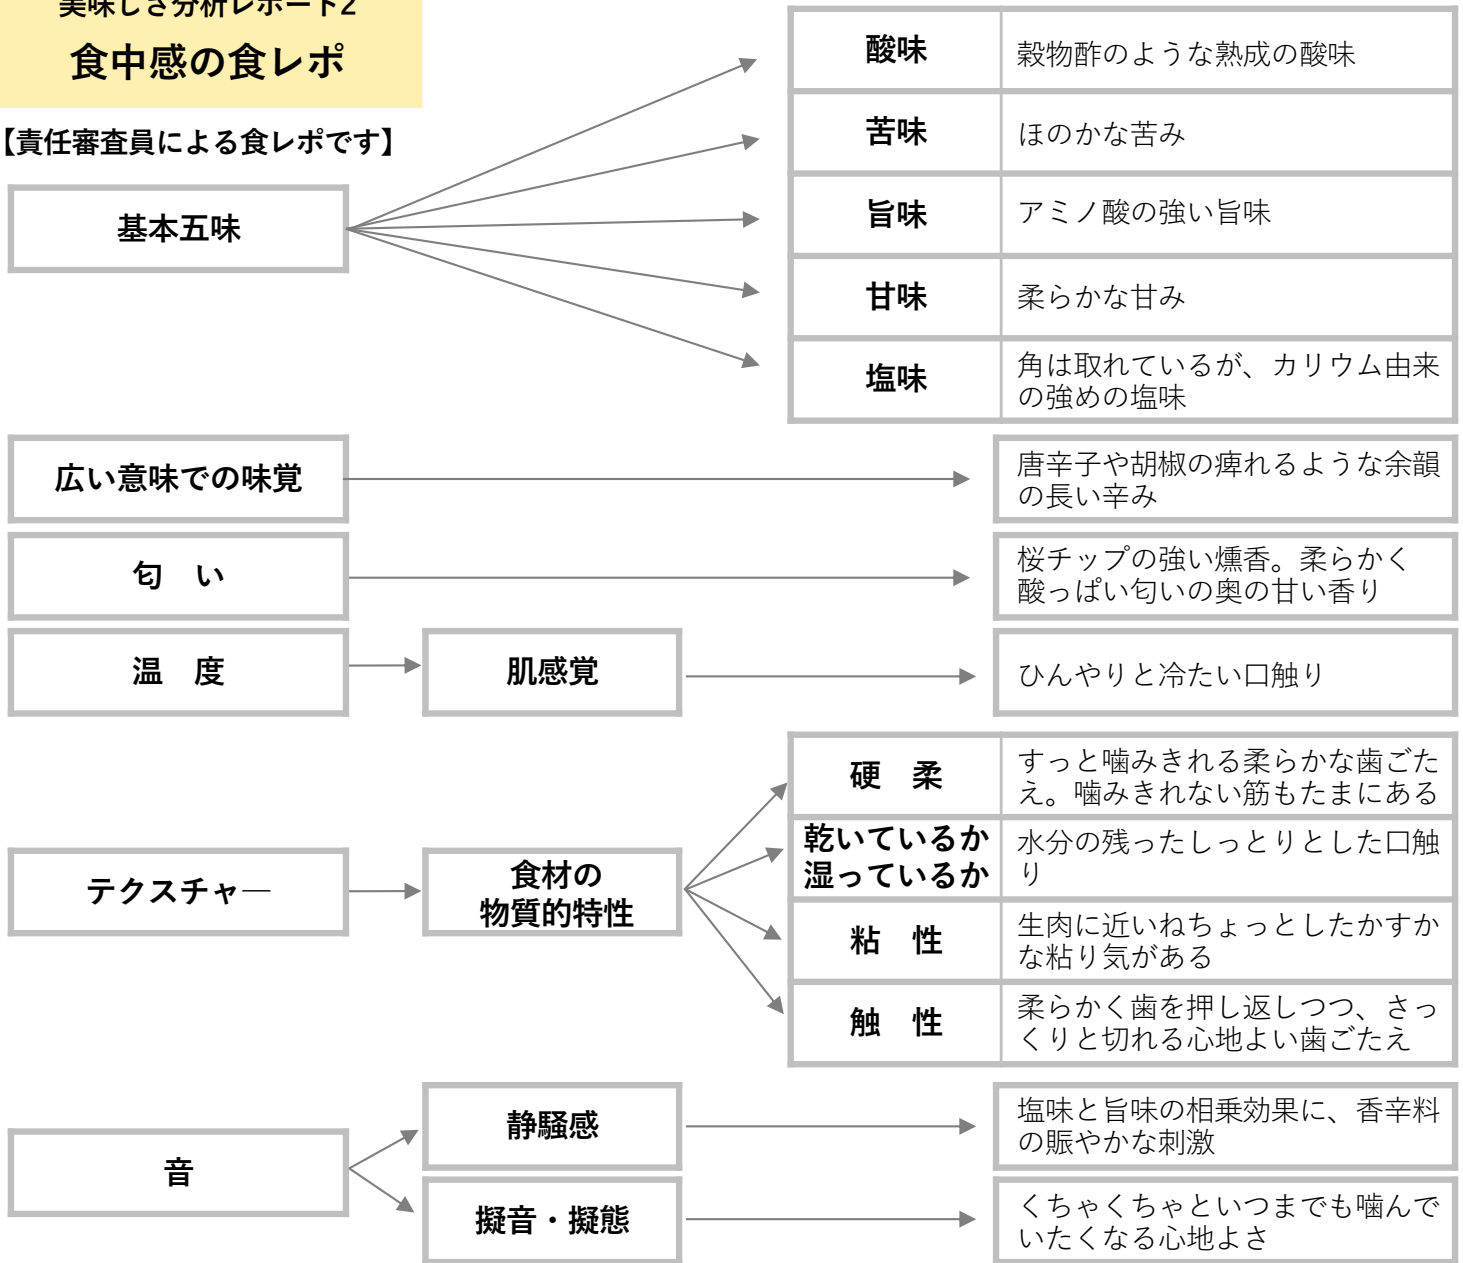 美味しさ分析レポート2
食中感の食レポ
【責任審査員による食レポです】
基本五味
酸味
穀物酢のような熟成の酸味
苦味
ほのかな苦み
旨味
アミノ酸の強い旨味
甘味
柔らかな甘み
塩味
角は取れているが、カリウム由来
の強めの塩味
広い意味での味覚
唐辛子や胡椒の痺れるような余韻
の長い辛み
匂　い
桜チップの強い燻香。柔らかく
酸っぱい匂いの奥の甘い香り
温　度
肌感覚
ひんやりと冷たい口触り
テクスチャ―
食材の
物質的特性
硬　柔
すっと噛みきれる柔らかな歯ごた
え。噛みきれない筋もたまにある
乾いているか
湿っているか
水分の残ったしっとりとした口触
り
粘　性
生肉に近いねちょっとしたかすか
な粘り気がある
触　性
柔らかく歯を押し返しつつ、さっ
くりと切れる心地よい歯ごたえ
音
静騒感
塩味と旨味の相乗効果に、香辛料
の賑やかな刺激
擬音・擬態
くちゃくちゃといつまでも噛んで
いたくなる心地よさ